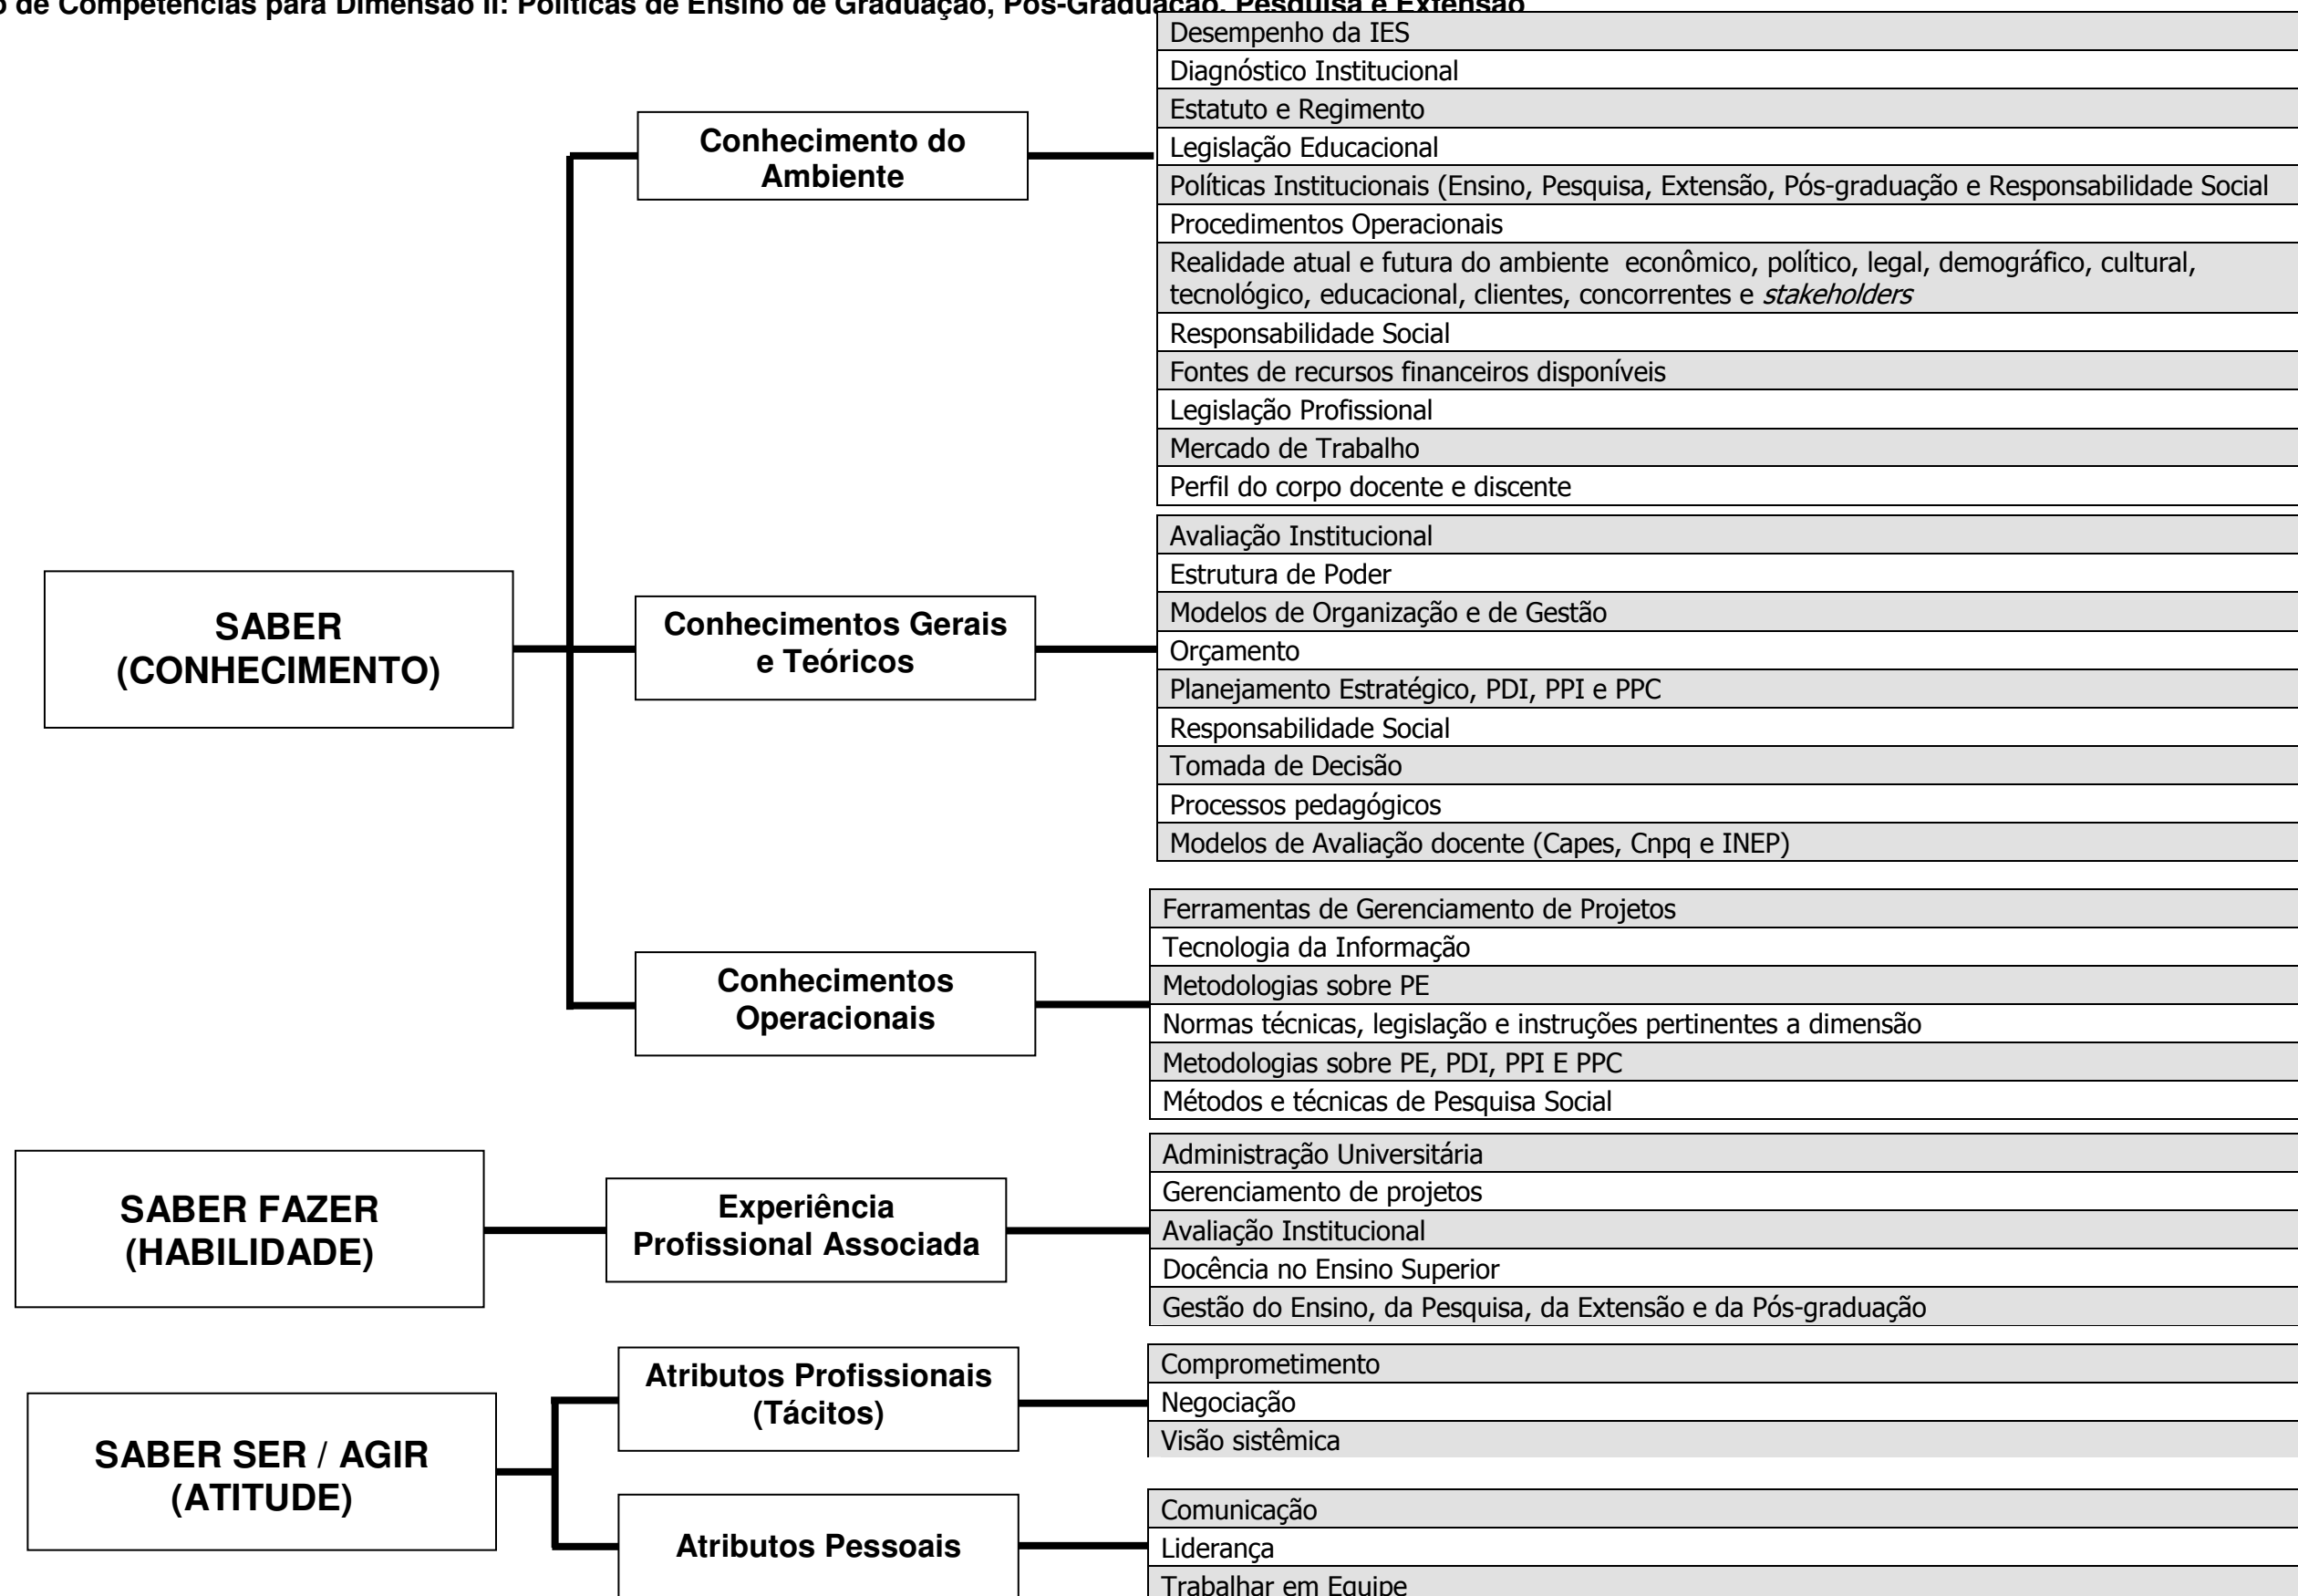 o de Competências para Dimensão II: Políticas de Ensino de Graduação, Pós-Graduação, Pesquisa e Extensão
SABER
(CONHECIMENTO)
Conhecimento do
Ambiente
Desempenho da IES
Diagnóstico Institucional
Estatuto e Regimento
Legislação Educacional
Políticas Institucionais (Ensino, Pesquisa, Extensão, Pós-graduação e Responsabilidade Social
Procedimentos Operacionais
Realidade atual e futura do ambiente econômico, político, legal, demográfico, cultural,
tecnológico, educacional, clientes, concorrentes e stakeholders
Responsabilidade Social
Fontes de recursos financeiros disponíveis
Legislação Profissional
Mercado de Trabalho
Perfil do corpo docente e discente
Conhecimentos Gerais
e Teóricos
Avaliação Institucional
Estrutura de Poder
Modelos de Organização e de Gestão
Orçamento
Planejamento Estratégico, PDI, PPI e PPC
Responsabilidade Social
Tomada de Decisão
Processos pedagógicos
Modelos de Avaliação docente (Capes, Cnpq e INEP)
Conhecimentos
Operacionais
Ferramentas de Gerenciamento de Projetos
Tecnologia da Informação
Metodologias sobre PE
Normas técnicas, legislação e instruções pertinentes a dimensão
Metodologias sobre PE, PDI, PPI E PPC
Métodos e técnicas de Pesquisa Social
SABER FAZER
(HABILIDADE)
Experiência
Profissional Associada
Administração Universitária
Gerenciamento de projetos
Avaliação Institucional
Docência no Ensino Superior
Gestão do Ensino, da Pesquisa, da Extensão e da Pós-graduação
SABER SER / AGIR
(ATITUDE)
Atributos Profissionais
(Tácitos)
Comprometimento
Negociação
Visão sistêmica
Atributos Pessoais
Comunicação
Liderança
Trabalhar em Equipe